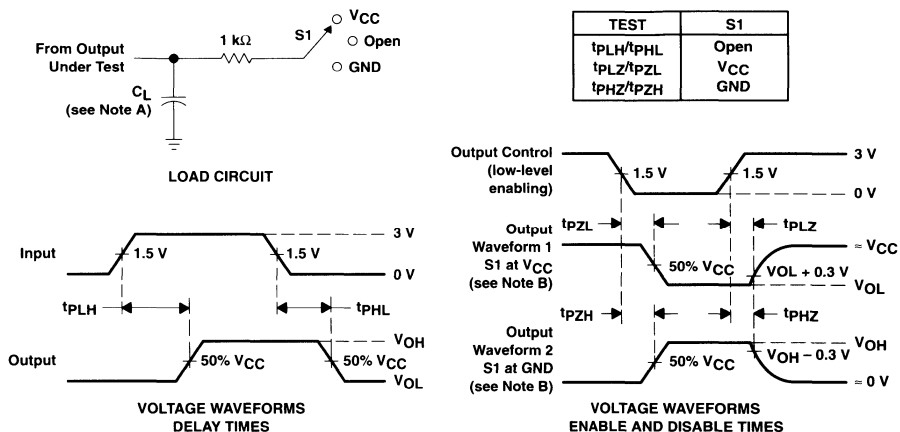 From Output
Under Test
1 kΩ
S1
VCC
Open
GND
CL
(see Note A)
LOAD CIRCUIT
TEST S1
tPLH/tPHL Open
tPLZ/tPZL VCC
tPHZ/tPZH GND
Input
1.5 V
1.5 V
3 V
0 V
tPLH
tPHL
Output
50% VCC
50% VCC
VOH
VOL
VOLTAGE WAVEFORMS
DELAY TIMES
Output Control
(low-level
enabling)
1.5 V
1.5 V
3 V
0 V
tPZL
tPLZ
Output
Waveform 1
S1 at VCC
(see Note B)
50% VCC
VOL + 0.3 V
≈ VCC
VOL
tPZH
tPHZ
Output
Waveform 2
S1 at GND
(see Note B)
50% VCC
VOH − 0.3 V
VOH
≈ 0 V
VOLTAGE WAVEFORMS
ENABLE AND DISABLE TIMES